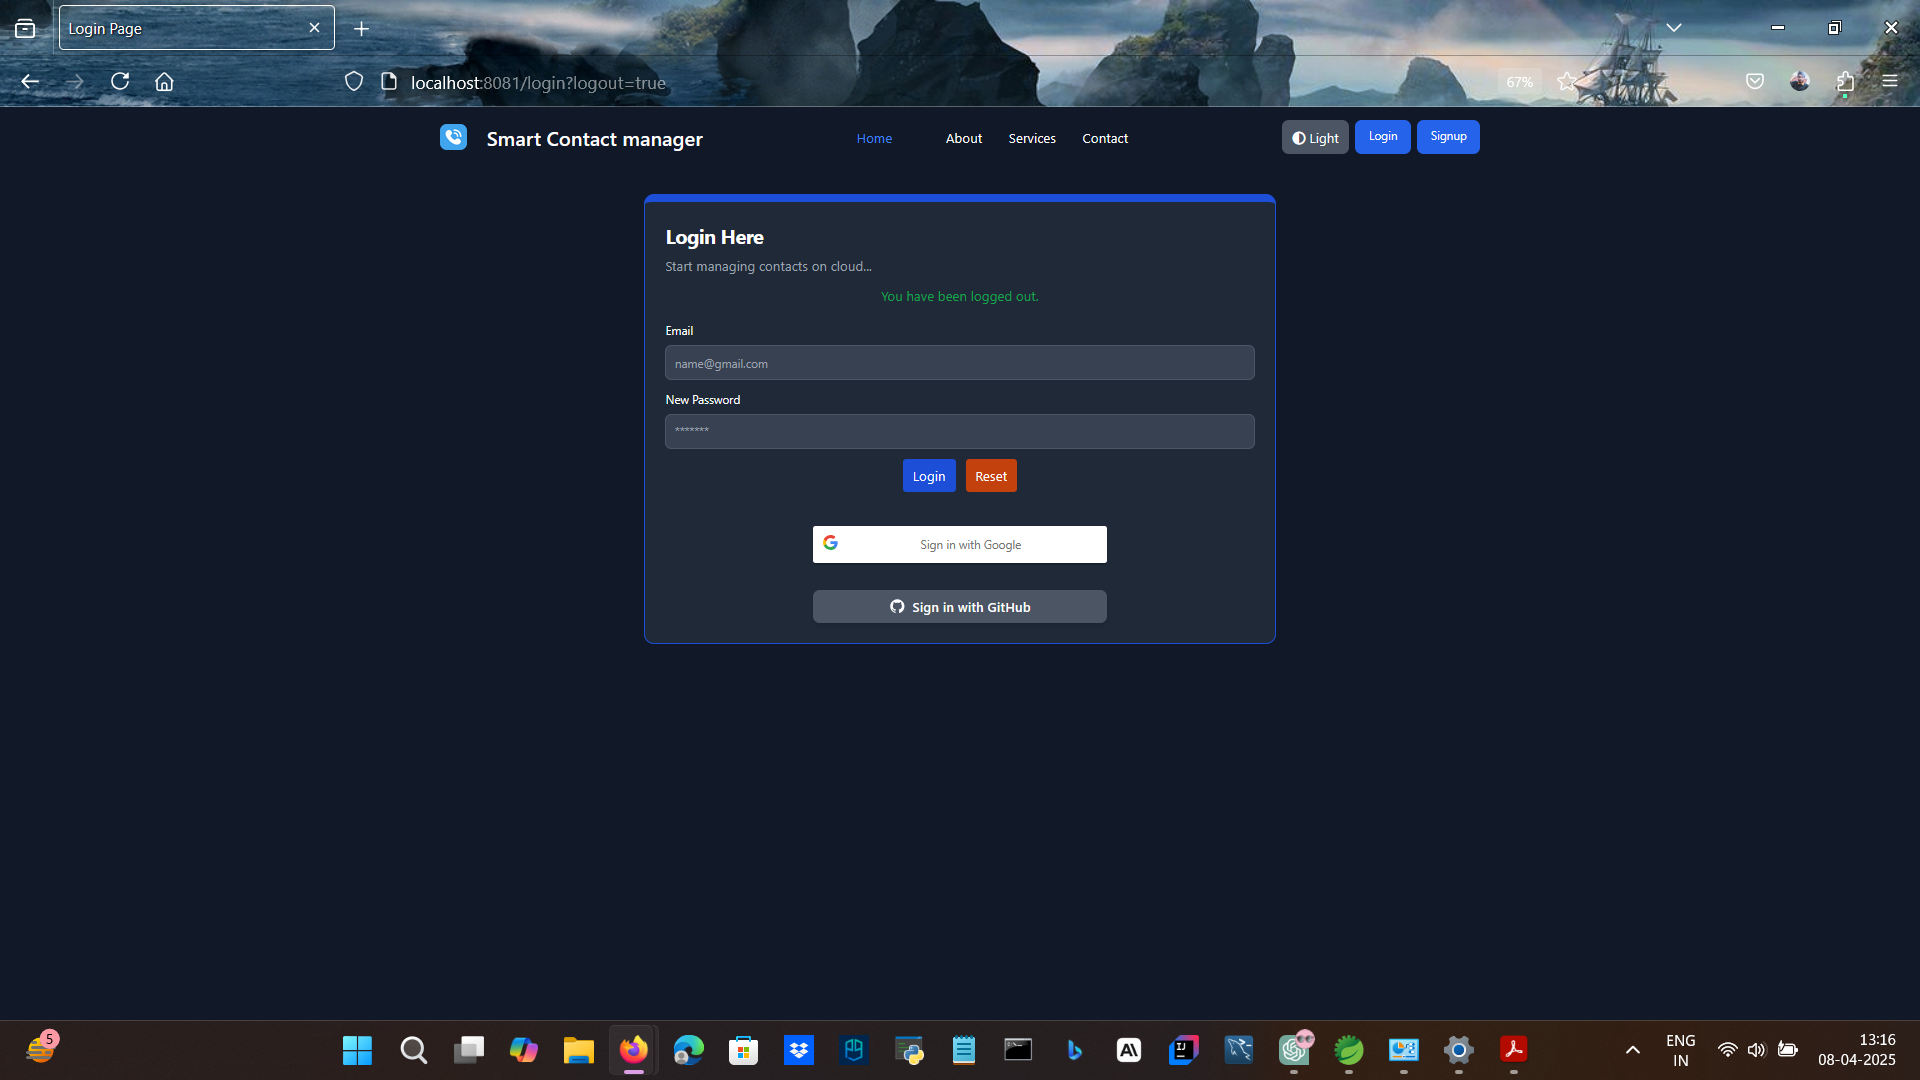 Login Page
localhost:8081/login?logout=true
67%
Smart Contact manager
Home
About
Services
Contact
Light
Login
Signup
Login Here
Start managing contacts on cloud...
You have been logged out.
Email
name@gmail.com
New Password
*******
Login
Reset
Sign in with Google
Sign in with GitHub
5
ENG
IN
13:16
08-04-2025